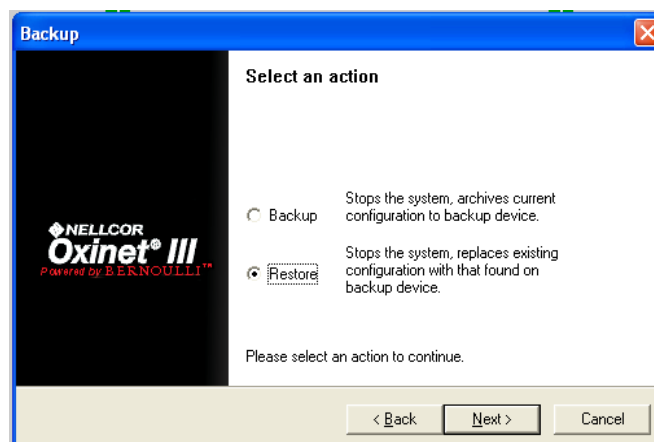 Backup
Select an action
Backup
Stops the system, archives current
configuration to backup device.
NELLCOR
Oxinet® III
Powered by BERNOULLI™
Restore
Stops the system, replaces existing
configuration with that found on
backup device.
Please select an action to continue.
< Back
Next >
Cancel